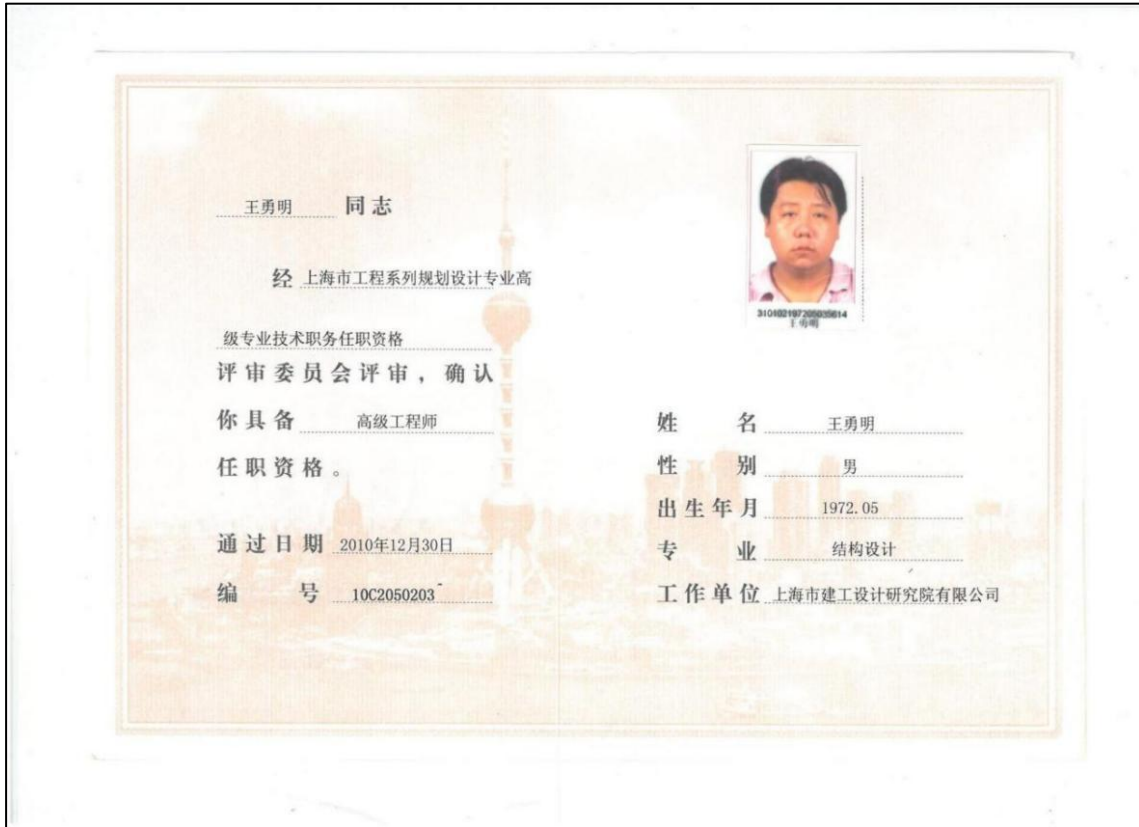 王勇明 同志
经 上海市工程系列规划设计专业高
级专业技术职务任职资格
评审委员会评审，确认
你具备 高级工程师
任职资格。
通过日期 2010年12月30日
编号 10C2050203
王勇明
姓名 王勇明
性别 男
出生年月 1972.05
专业 结构设计
工作单位 上海市建工设计研究院有限公司